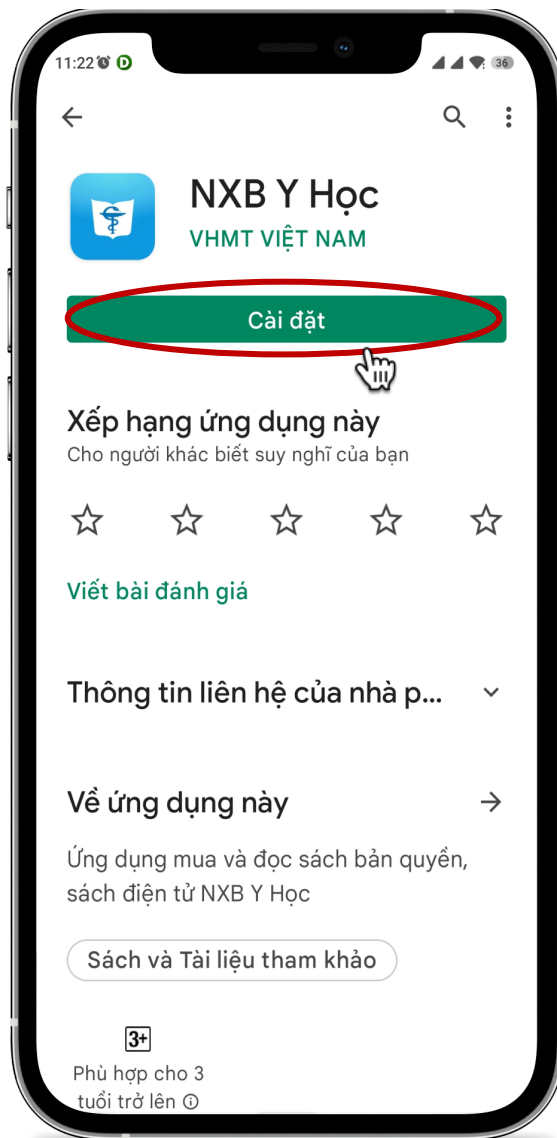 11:22
36
NXB Y Học
VHMT VIỆT NAM
Cài đặt
Xếp hạng ứng dụng này
Cho người khác biết suy nghĩ của bạn
Viết bài đánh giá
Thông tin liên hệ của nhà p...
Về ứng dụng này
Ứng dụng mua và đọc sách bản quyền,
sách điện tử NXB Y Học
Sách và Tài liệu tham khảo
3+
Phù hợp cho 3
tuổi trở lên